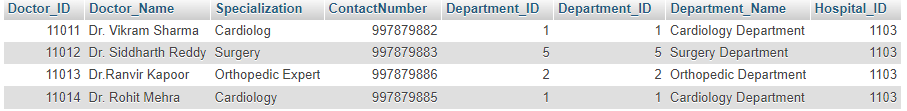 Doctor_ID Doctor_Name Specialization ContactNumber Department_ID Department_ID Department_Name Hospital_ID
11011 Dr. Vikram Sharma Cardiolog 997879882 1 1 Cardiology Department 1103
11012 Dr. Siddharth Reddy Surgery 997879883 5 5 Surgery Department 1103
11013 Dr.Ranvir Kapoor Orthopedic Expert 997879886 2 2 Orthopedic Department 1103
11014 Dr. Rohit Mehra Cardiology 997879885 1 1 Cardiology Department 1103